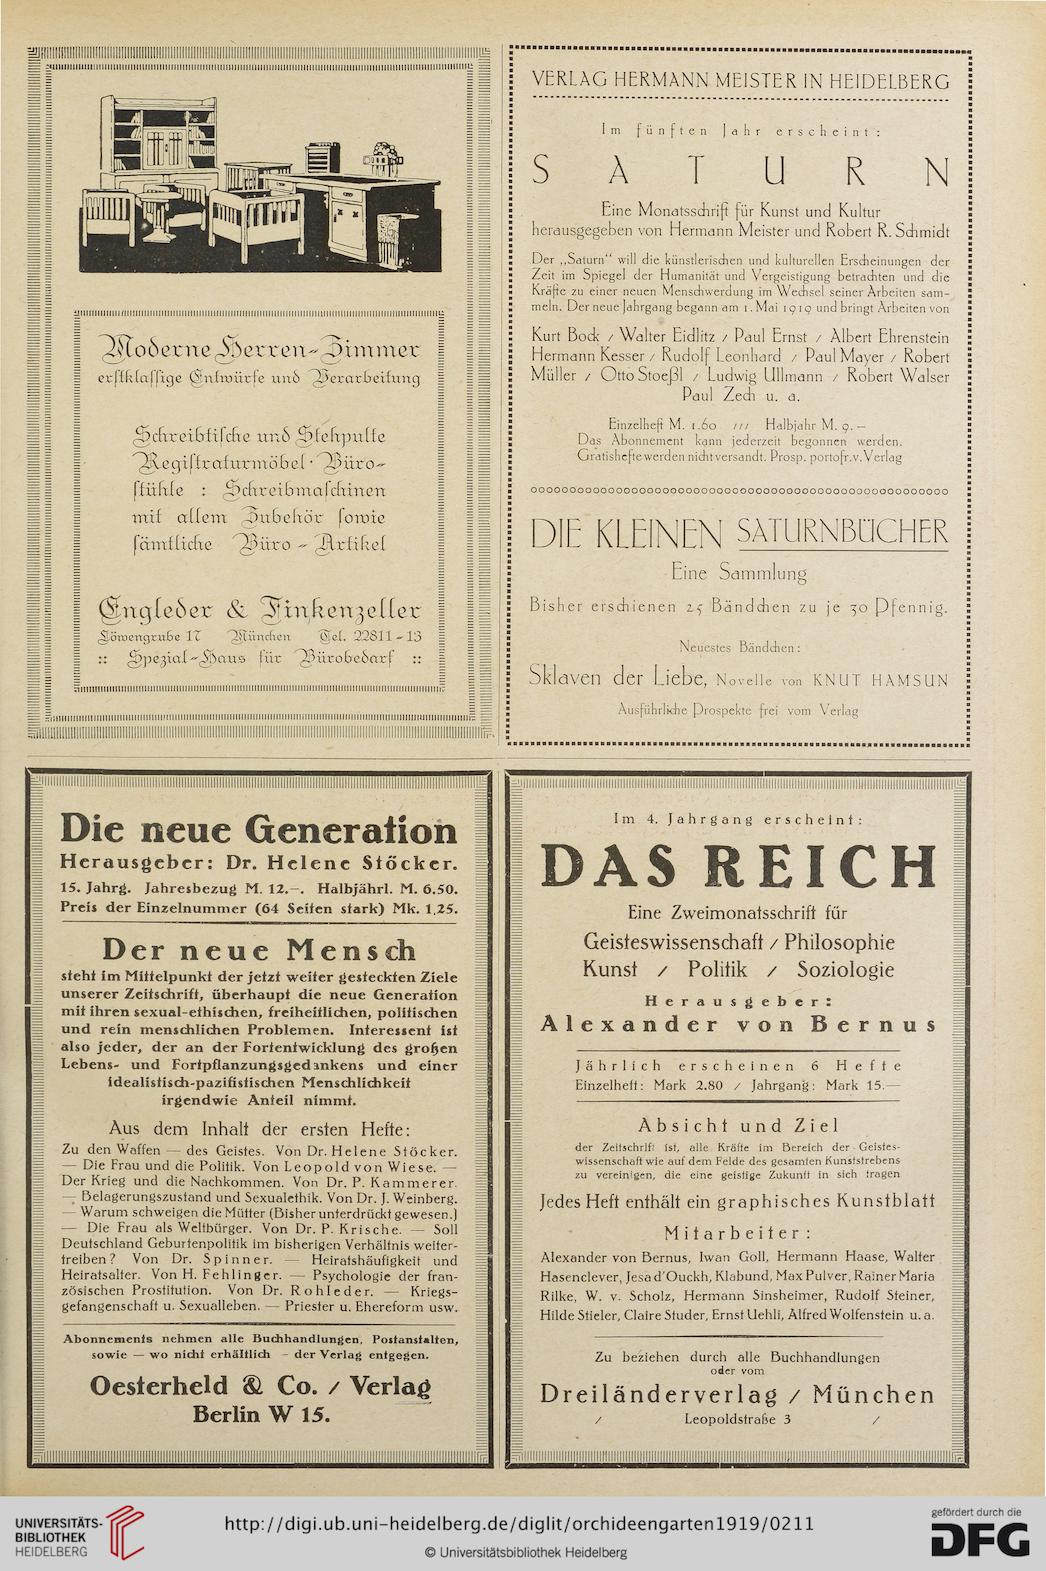 Moderne Herren-Zimmer
erstklassige Entwürfe und Verarbeitung
Schreibtische und Stehpulte
Registraturmöbel · Büro-
stühle : Schreibmaschinen
mit allem Zubehör sowie
sämtliche Büro - Artikel
Engleder & Finkenzeller
Löwengrube 17 München Tel. 22811-13
:: Spezial-Haus für Bürobedarf ::
VERLAG HERMANN MEISTER IN HEIDELBERG
Im fünften Jahr erscheint:
SATURN
Eine Monatsschrift für Kunst und Kultur
herausgegeben von Hermann Meister und Robert R. Schmidt
Der „Saturn“ will die künstlerischen und kulturellen Erscheinungen der
Zeit im Spiegel der Humanität und Vergeistigung betrachten und die
Kräfte zu einer neuen Menschwerdung im Wechsel seiner Arbeiten sam-
meln. Der neue Jahrgang begann am 1. Mai 1919 und bringt Arbeiten von
Kurt Bock / Walter Eidlitz / Paul Ernst / Albert Ehrenstein
Hermann Kesser / Rudolf Leonhard / Paul Mayer / Robert
Müller / Otto Stoeßl / Ludwig Ullmann / Robert Walser
Paul Zech u. a.
Einzelheft M. 1.60 /// Halbjahr M. 9.—
Das Abonnement kann jederzeit begonnen werden.
Gratishefte werden nicht versandt. Prosp. portofr. v. Verlag
DIE KLEINEN SATURNBÜCHER
Eine Sammlung
Bisher erschienen 25 Bändchen zu je 30 Pfennig.
Neuestes Bändchen:
Sklaven der Liebe, Novelle von KNUT HAMSUN
Ausführliche Prospekte frei vom Verlag
Die neue Generation
Herausgeber: Dr. Helene Stöcker.
15. Jahrg. Jahresbezug M. 12.—. Halbjährl. M. 6.50.
Preis der Einzelnummer (64 Seiten stark) Mk. 1,25.
Der neue Mensch
steht im Mittelpunkt der jetzt weiter gesteckten Ziele
unserer Zeitschrift, überhaupt die neue Generation
mit ihren sexual-ethischen, freiheitlichen, politischen
und rein menschlichen Problemen. Interessent ist
also jeder, der an der Fortentwicklung des großen
Lebens- und Fortpflanzungsgedankens und einer
idealistisch-pazifistischen Menschlichkeit
irgendwie Anteil nimmt.
Aus dem Inhalt der ersten Hefte:
Zu den Waffen — des Geistes. Von Dr. Helene Stöcker.
— Die Frau und die Politik. Von Leopold von Wiese. —
Der Krieg und die Nachkommen. Von Dr. P. Kammerer.
— Belagerungszustand und Sexualethik. Von Dr. J. Weinberg.
— Warum schweigen die Mütter (Bisher unterdrückt gewesen.)
— Die Frau als Weltbürger. Von Dr. P. Krische. — Soll
Deutschland Geburtenpolitik im bisherigen Verhältnis weiter-
treiben? Von Dr. Spinner. — Heiratshäufigkeit und
Heiratsalter. Von H. Fehlinger. — Psychologie der fran-
zösischen Prostitution. Von Dr. Rohleder. — Kriegs-
gefangenschaft u. Sexualleben. — Priester u. Ehereform usw.
Abonnements nehmen alle Buchhandlungen, Postanstalten,
sowie — wo nicht erhältlich — der Verlag entgegen.
Oesterheld & Co. / Verlag
Berlin W 15.
Im 4. Jahrgang erscheint:
DAS REICH
Eine Zweimonatsschrift für
Geisteswissenschaft / Philosophie
Kunst / Politik / Soziologie
Herausgeber:
Alexander von Bernus
Jährlich erscheinen 6 Hefte
Einzelheft: Mark 2.80 / Jahrgang: Mark 15.—
Absicht und Ziel
der Zeitschrift ist, alle Kräfte im Bereich der Geistes-
wissenschaft wie auf dem Felde des gesamten Kunststrebens
zu vereinigen, die eine geistige Zukunft in sich tragen
Jedes Heft enthält ein graphisches Kunstblatt
Mitarbeiter:
Alexander von Bernus, Iwan Goll, Hermann Haase, Walter
Hasenclever, Jesa d'Ouckh, Klabund, Max Pulver, Rainer Maria
Rilke, W. v. Scholz, Hermann Sinsheimer, Rudolf Steiner,
Hilde Stieler, Claire Studer, Ernst Uehli, Alfred Wolfenstein u. a.
Zu beziehen durch alle Buchhandlungen
oder vom
Dreiländerverlag / München
/ Leopoldstraße 3 /
UNIVERSITÄTS-
BIBLIOTHEK
HEIDELBERG
http://digi.ub.uni-heidelberg.de/diglit/orchideengarten1919/0211
© Universitätsbibliothek Heidelberg
gefördert durch die
DFG